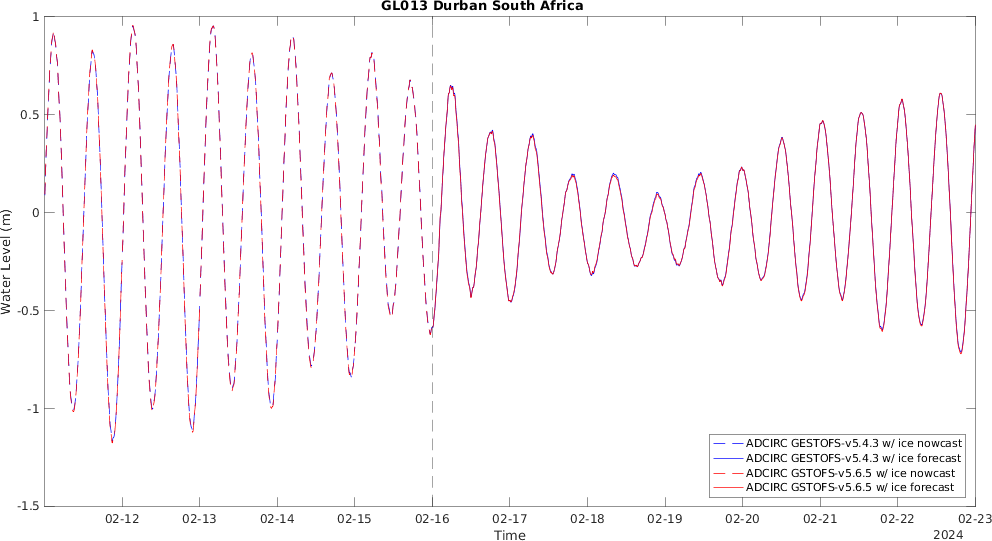 GL013 Durban South Africa
1
0.5
0
-0.5
-1
-1.5
Water Level (m)
ADCIRC GESTOFS-v5.4.3 w/ ice nowcast
ADCIRC GESTOFS-v5.4.3 w/ ice forecast
ADCIRC GSTOFS-v5.6.5 w/ ice nowcast
ADCIRC GSTOFS-v5.6.5 w/ ice forecast
02-12 02-13 02-14 02-15 02-16 02-17 02-18 02-19 02-20 02-21 02-22 02-23
Time
2024